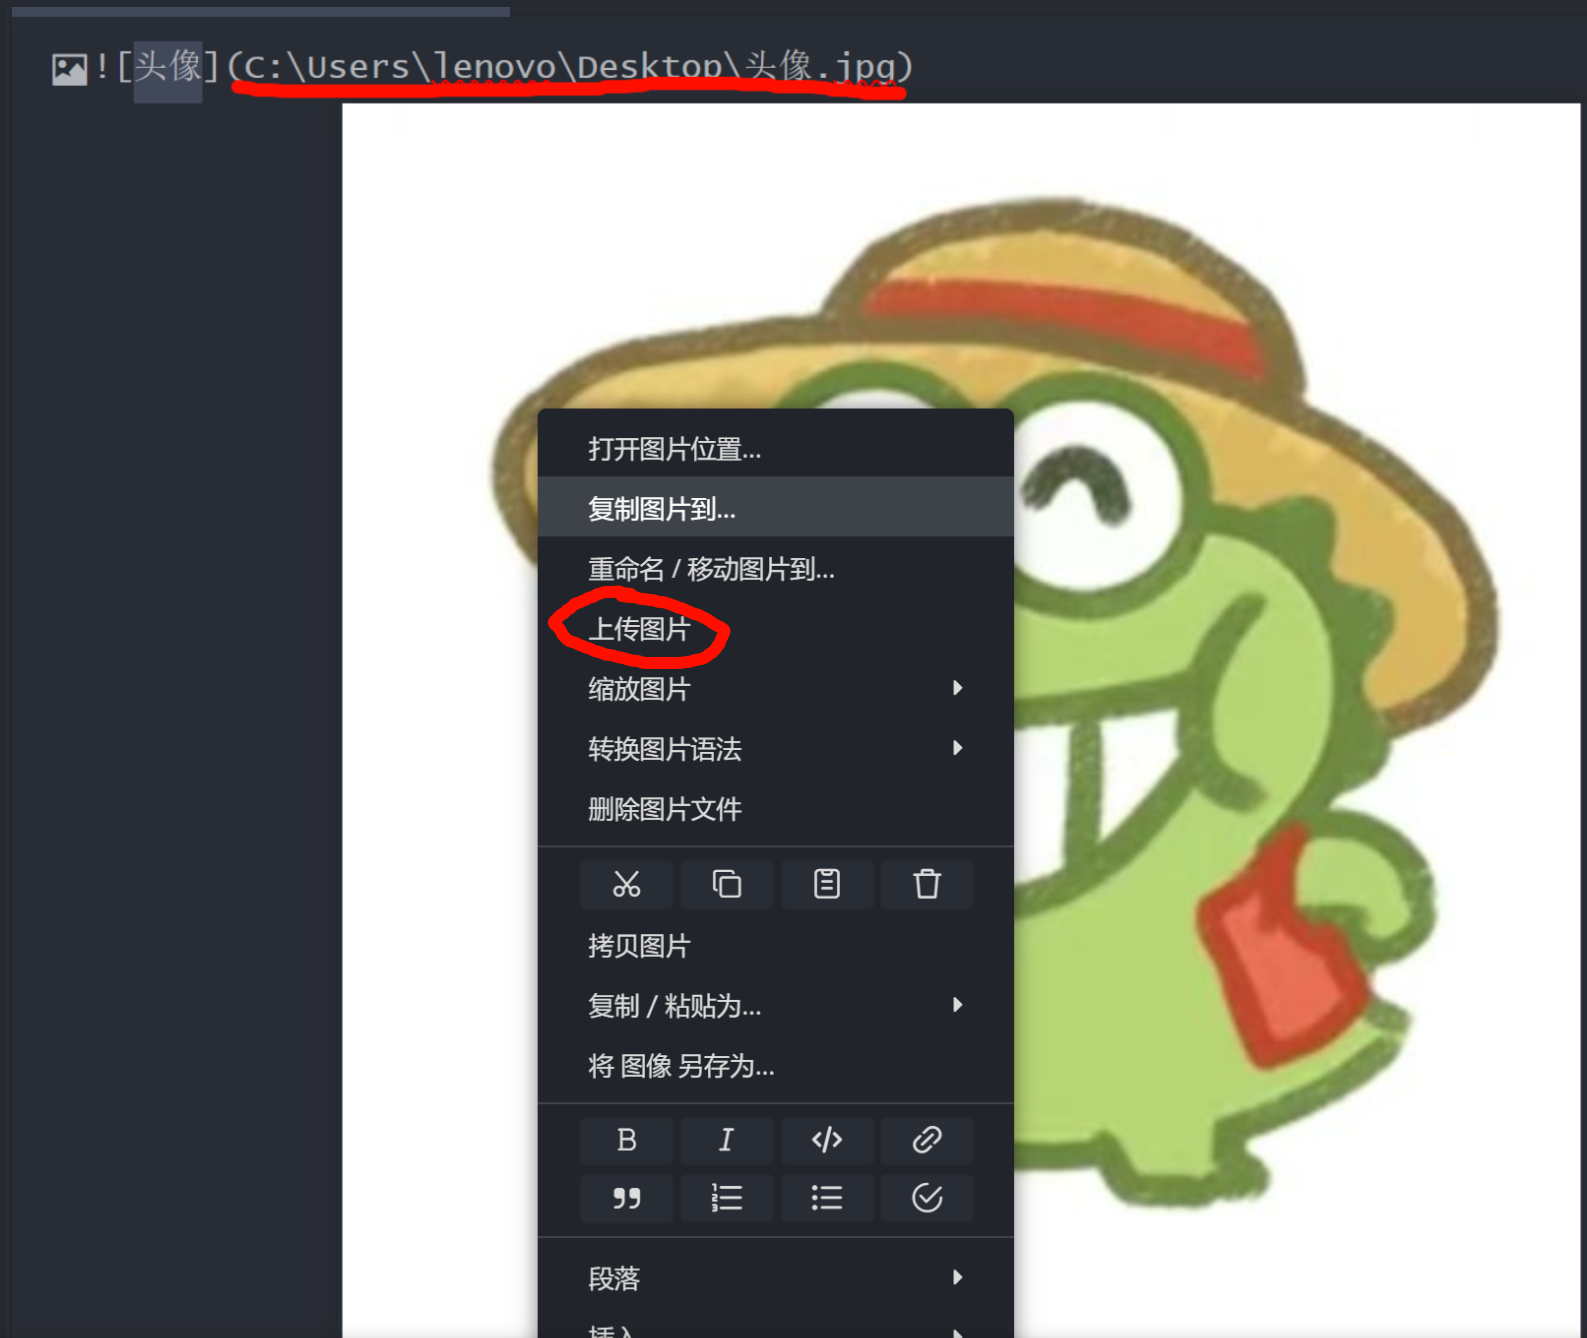 ![头像](C:\Users\lenovo\Desktop\头像.jpg)
打开图片位置...
复制图片到...
重命名 / 移动图片到...
上传图片
缩放图片
转换图片语法
删除图片文件
拷贝图片
复制 / 粘贴为...
将 图像 另存为...
B I </>
段落
插入